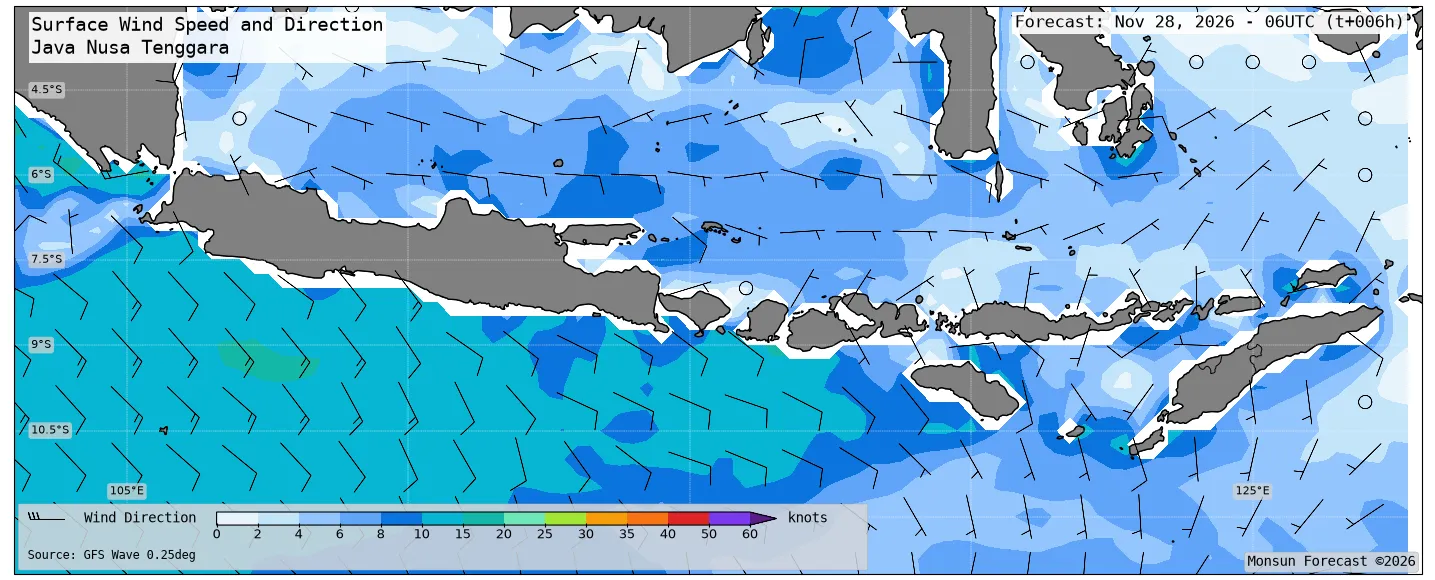 Surface Wind Speed and Direction
Java Nusa Tenggara
Forecast: Nov 28, 2026 - 06UTC (t+006h)
4.5°S
6°S
7.5°S
9°S
10.5°S
105°E
125°E
Wind Direction
0 2 4 6 8 10 15 20 25 30 35 40 50 60
knots
Source: GFS Wave 0.25deg
Monsun Forecast ©2026